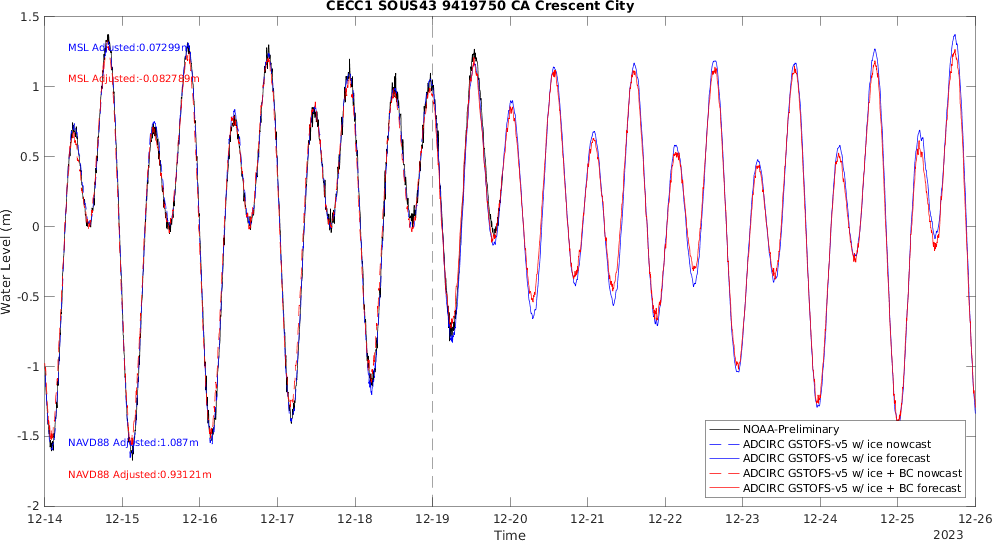 CECC1 SOUS43 9419750 CA Crescent City
1.5
1
0.5
0
-0.5
-1
-1.5
-2
Water Level (m)
MSL Adjusted:0.07299m
MSL Adjusted:-0.082789m
NAVD88 Adjusted:1.087m
NAVD88 Adjusted:0.93121m
NOAA-Preliminary
ADCIRC GSTOFS-v5 w/ ice nowcast
ADCIRC GSTOFS-v5 w/ ice forecast
ADCIRC GSTOFS-v5 w/ ice + BC nowcast
ADCIRC GSTOFS-v5 w/ ice + BC forecast
12-14 12-15 12-16 12-17 12-18 12-19 12-20 12-21 12-22 12-23 12-24 12-25 12-26
Time
2023